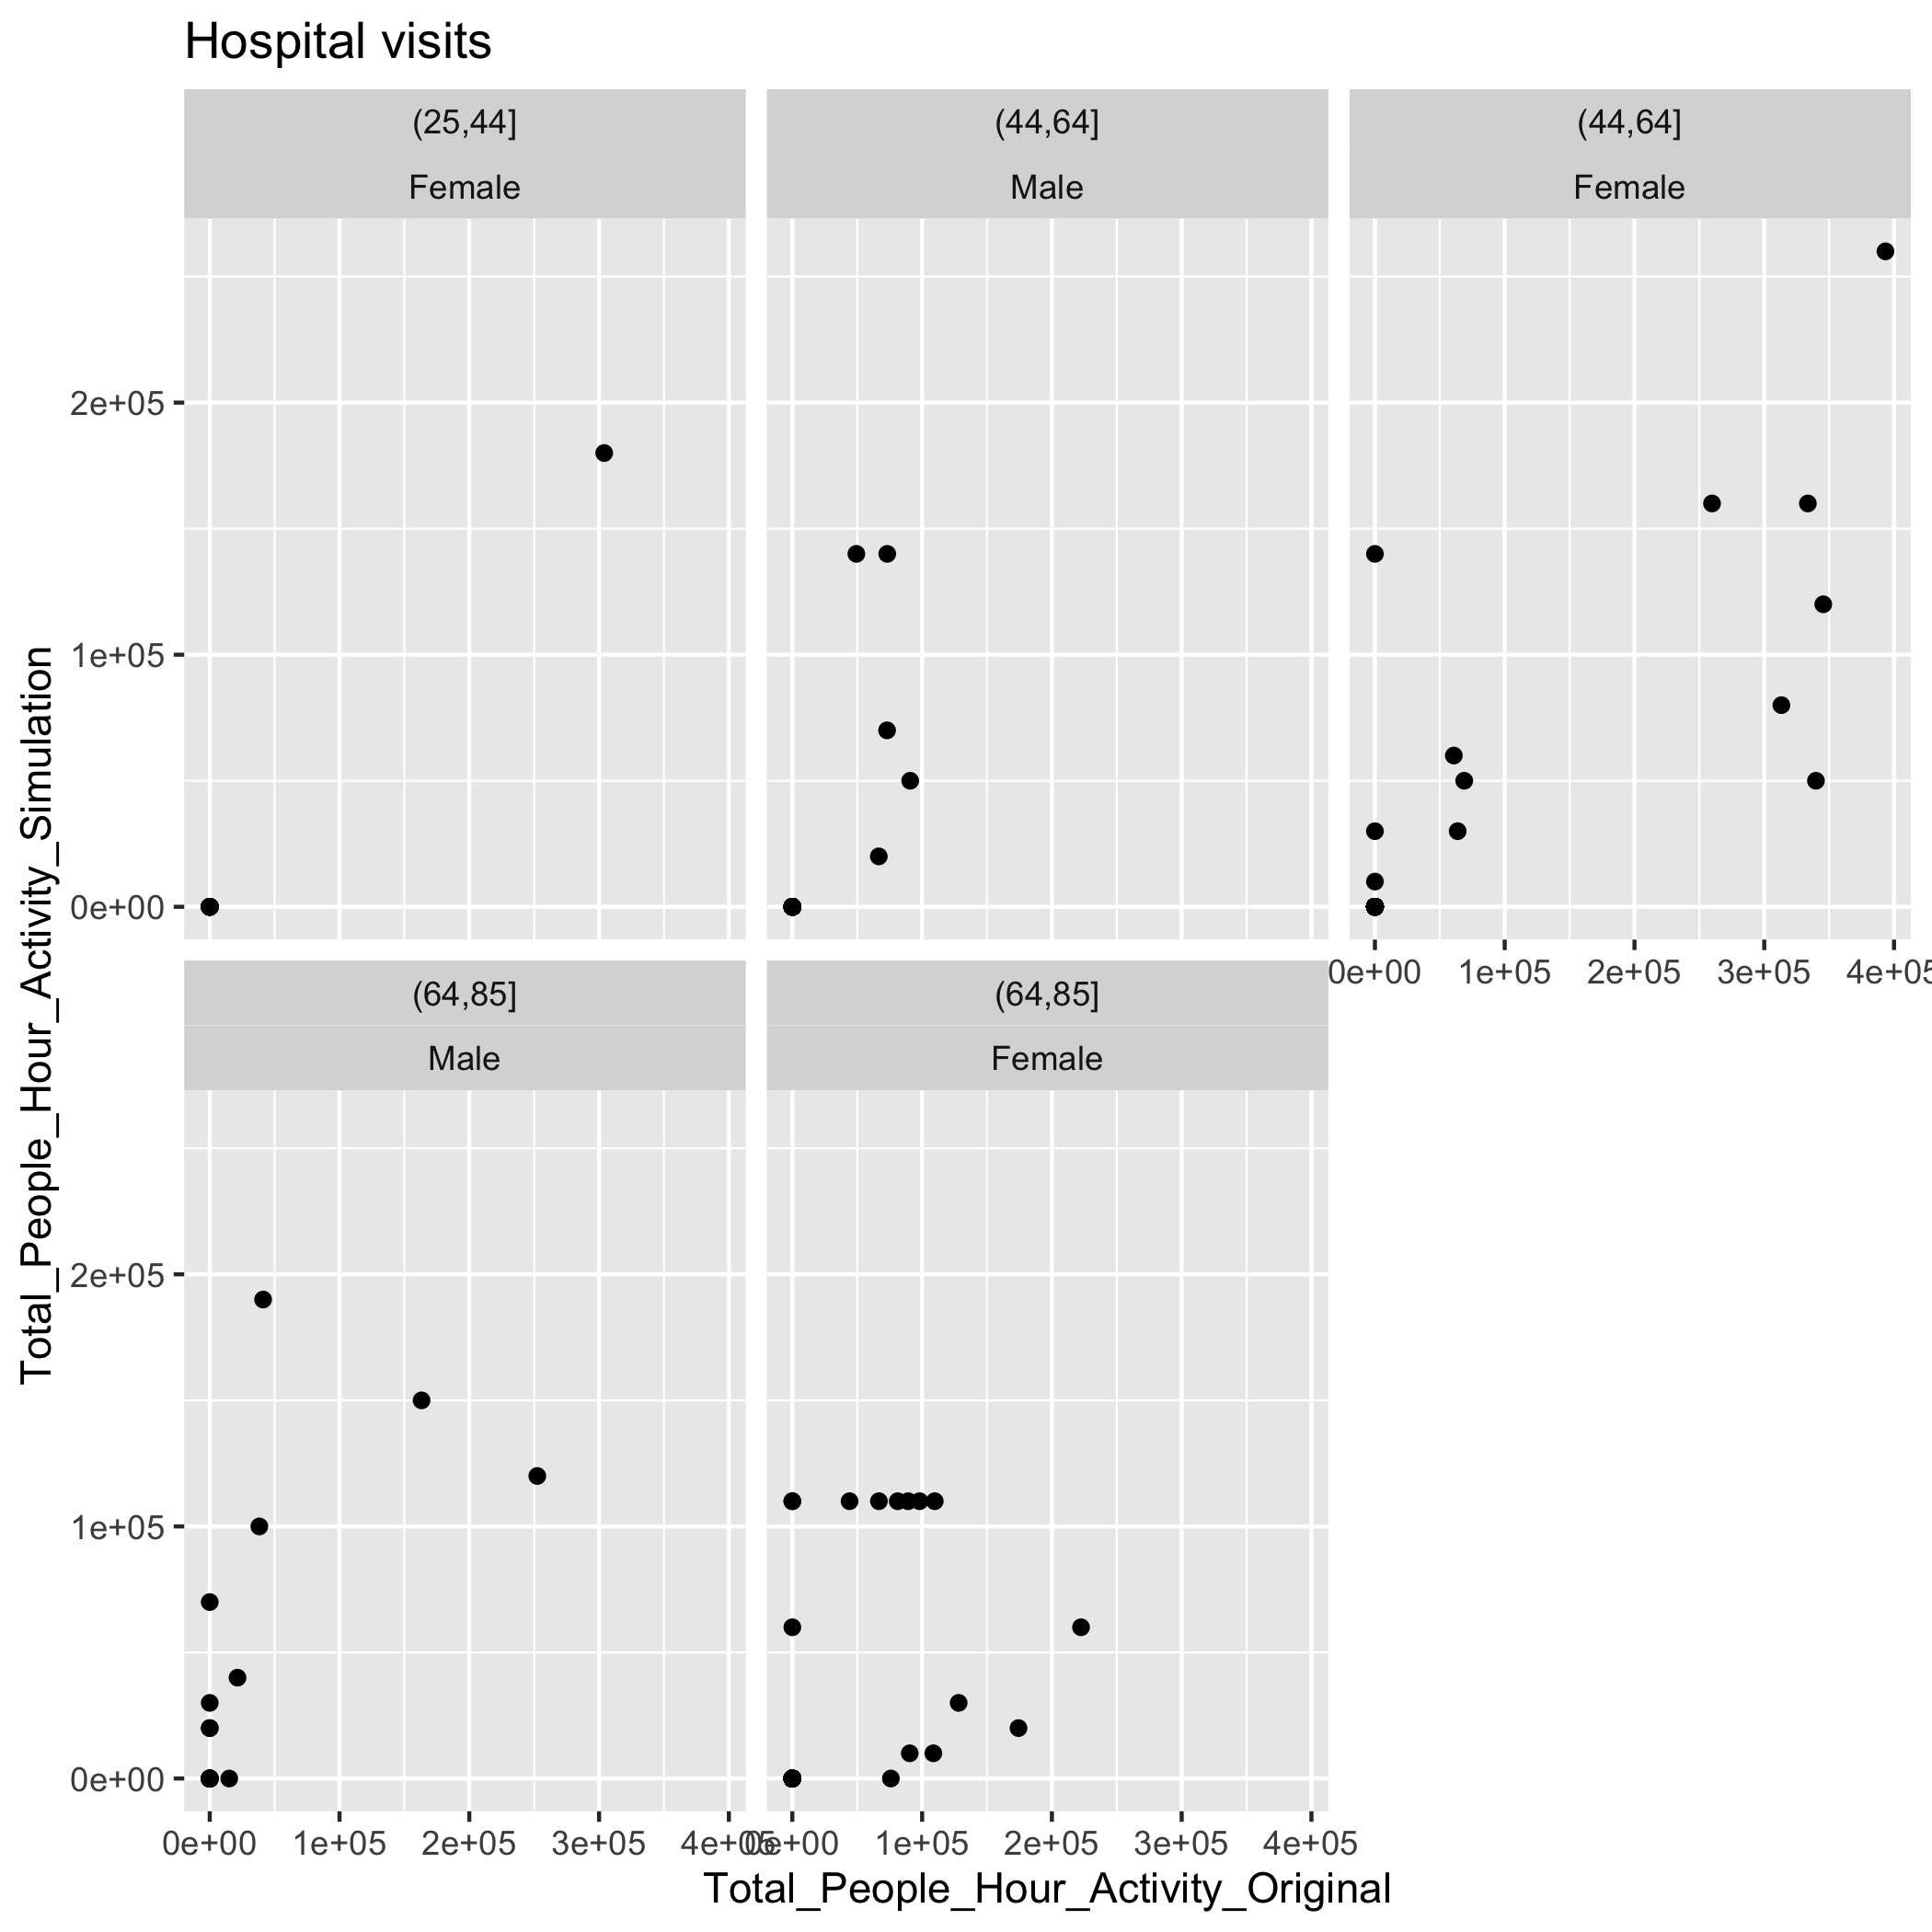 Hospital visits
(25,44]
Female
(44,64]
Male
(44,64]
Female
2e+05
1e+05
0e+00
0e+00 1e+05 2e+05 3e+05 4e+05
(64,85]
Male
(64,85]
Female
2e+05
1e+05
0e+00
0e+00 1e+05 2e+05 3e+05 4e+05
0e+00 1e+05 2e+05 3e+05 4e+05
Total_People_Hour_Activity_Original
Total_People_Hour_Activity_Simulation